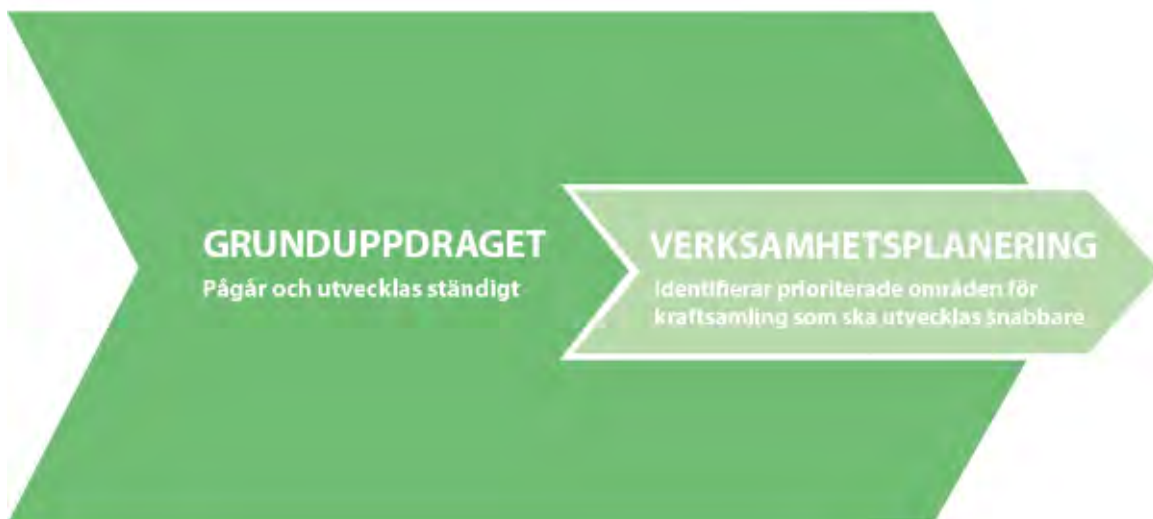 GRUNDUPPDRAGET
Pågår och utvecklas ständigt
VERKSAMHETSPLANERING
Identifierar prioriterade områden för
kraftsamling som ska utvecklas snabbare